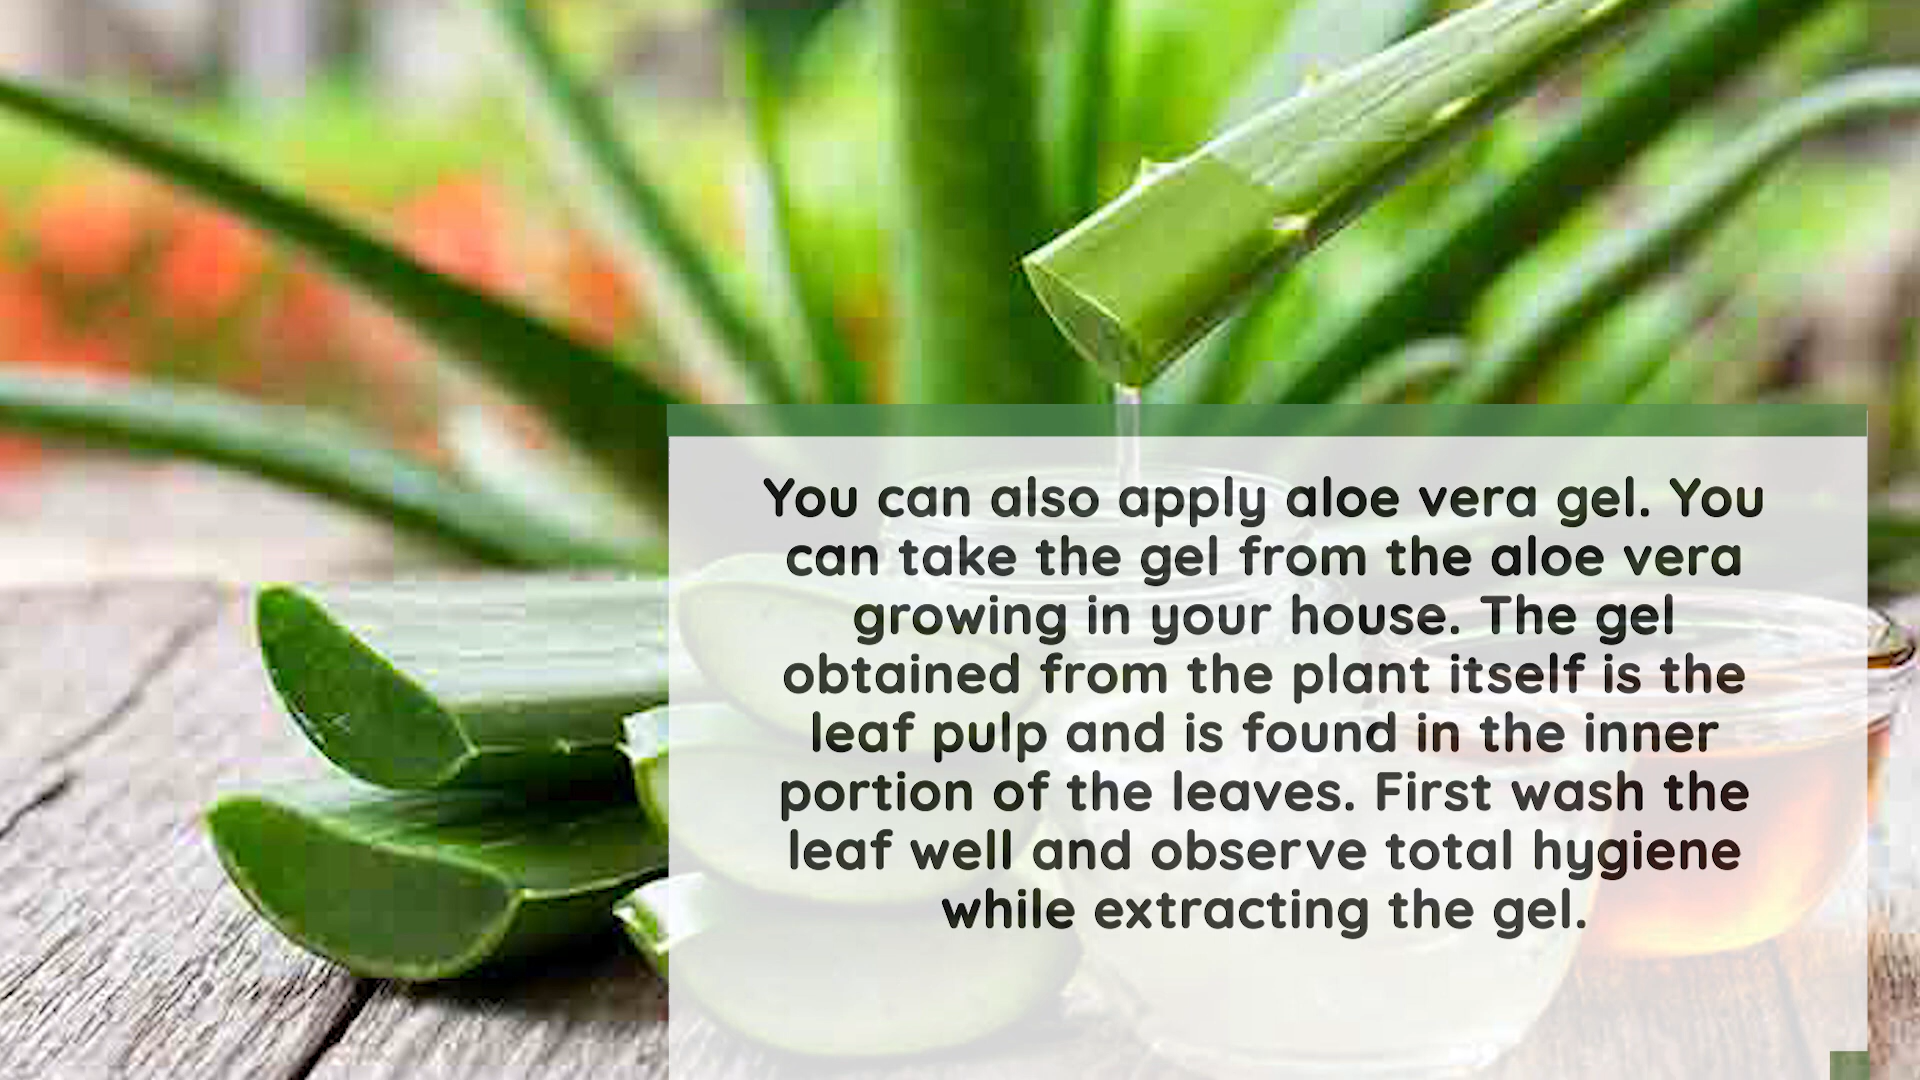 You can also apply aloe vera gel. You
can take the gel from the aloe vera
growing in your house. The gel
obtained from the plant itself is the
leaf pulp and is found in the inner
portion of the leaves. First wash the
leaf well and observe total hygiene
while extracting the gel.